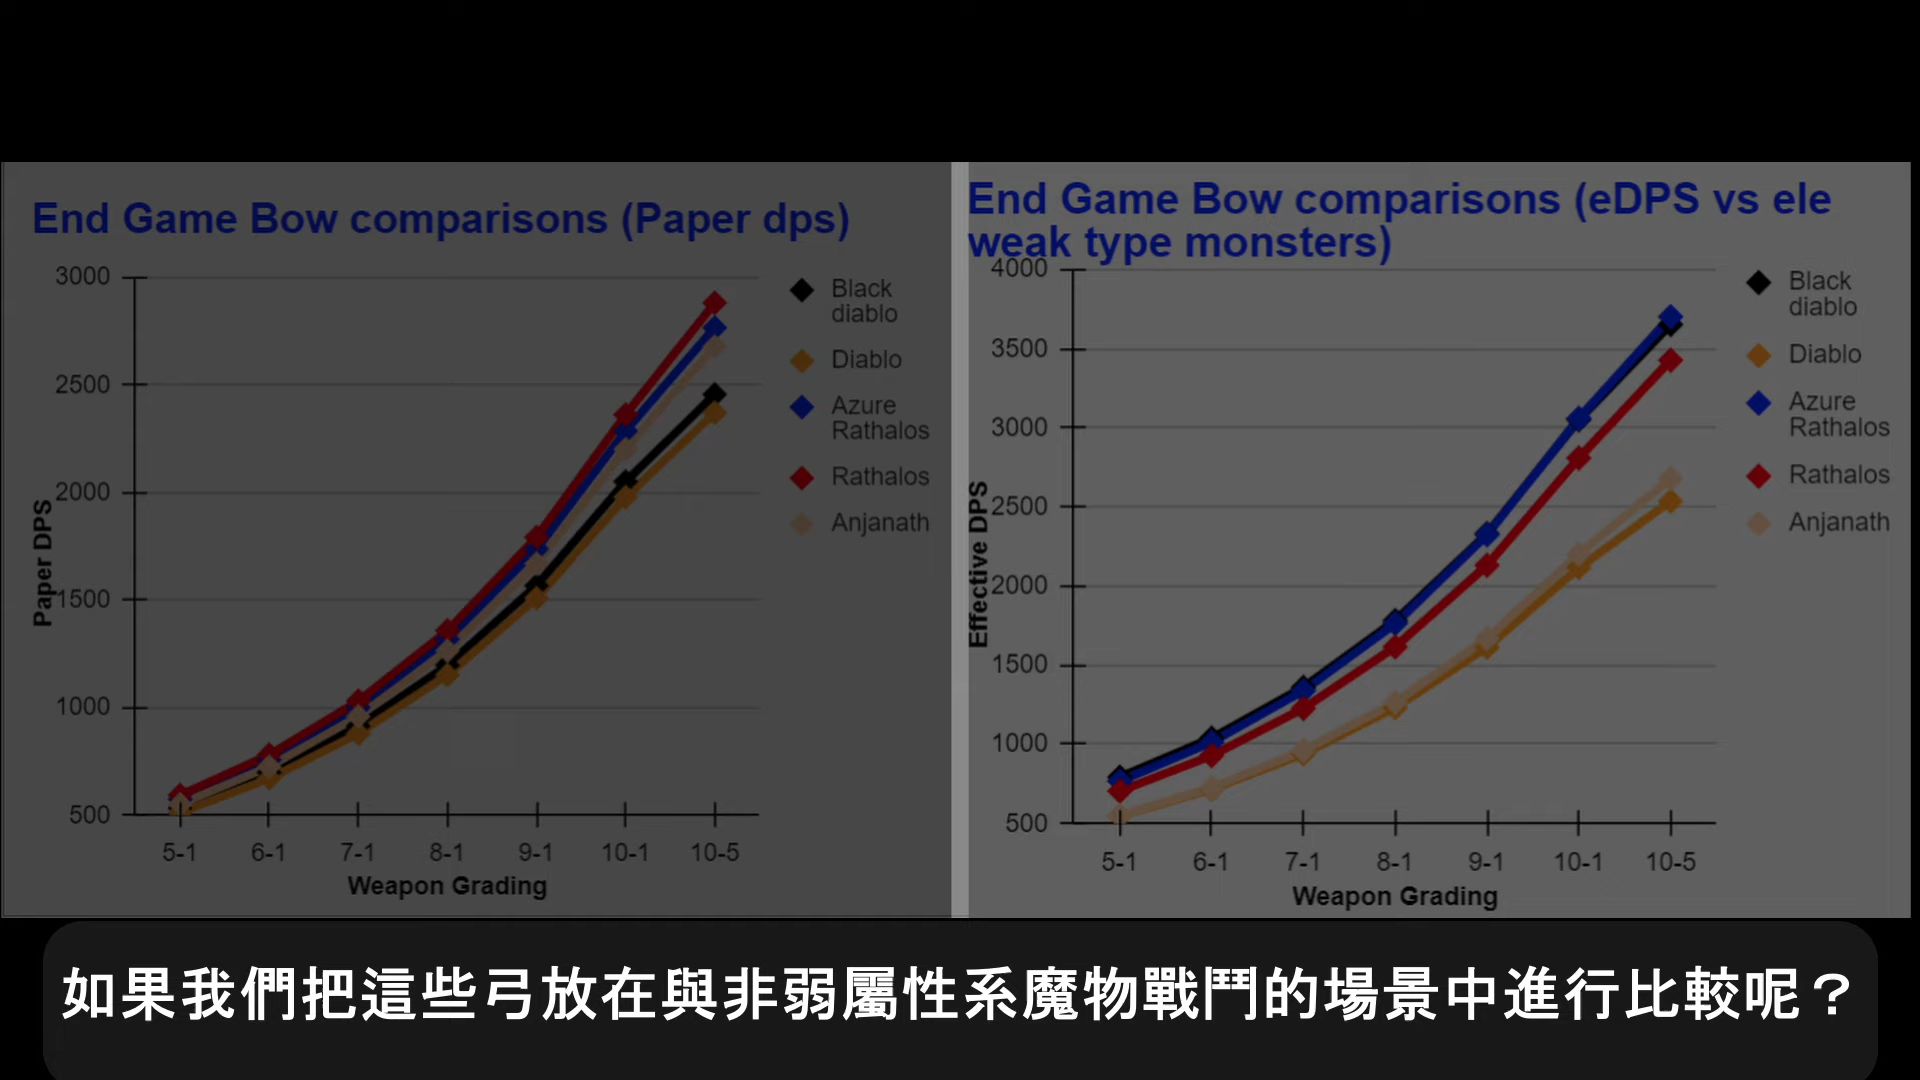 End Game Bow comparisons (Paper dps)
3000
2500
2000
1500
1000
500
Paper DPS
5-1 6-1 7-1 8-1 9-1 10-1 10-5
Weapon Grading
Black
diablo
Diablo
Azure
Rathalos
Rathalos
Anjanath
End Game Bow comparisons (eDPS vs ele
weak type monsters)
4000
3500
3000
2500
2000
1500
1000
500
Effective DPS
5-1 6-1 7-1 8-1 9-1 10-1 10-5
Weapon Grading
Black
diablo
Diablo
Azure
Rathalos
Rathalos
Anjanath
如果我們把這些弓放在與非弱屬性系魔物戰鬥的場景中進行比較呢？